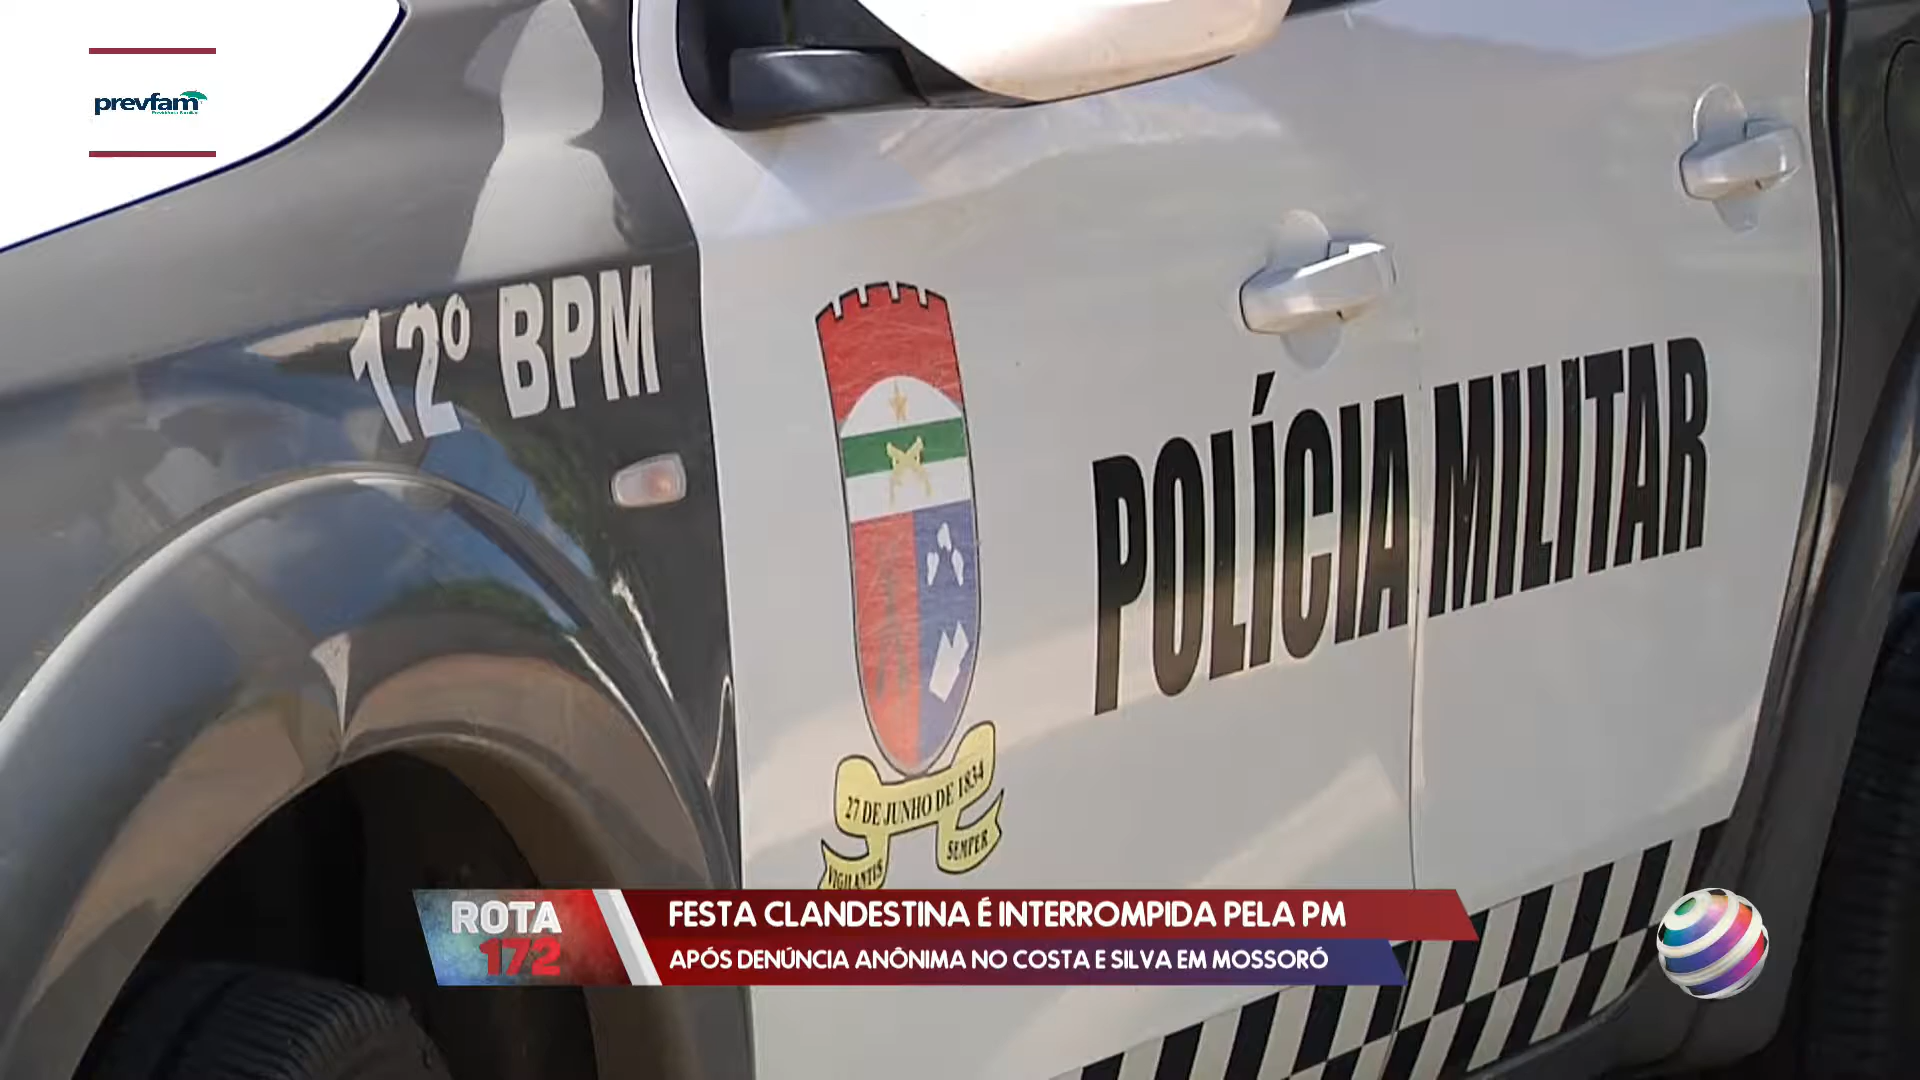 prevfam
12º BPM
POLÍCIA MILITAR
27 DE JUNHO DE 1834
VIGILANTIS
SEMPER
ROTA
172
FESTA CLANDESTINA É INTERROMPIDA PELA PM
APÓS DENÚNCIA ANÔNIMA NO COSTA E SILVA EM MOSSORÓ